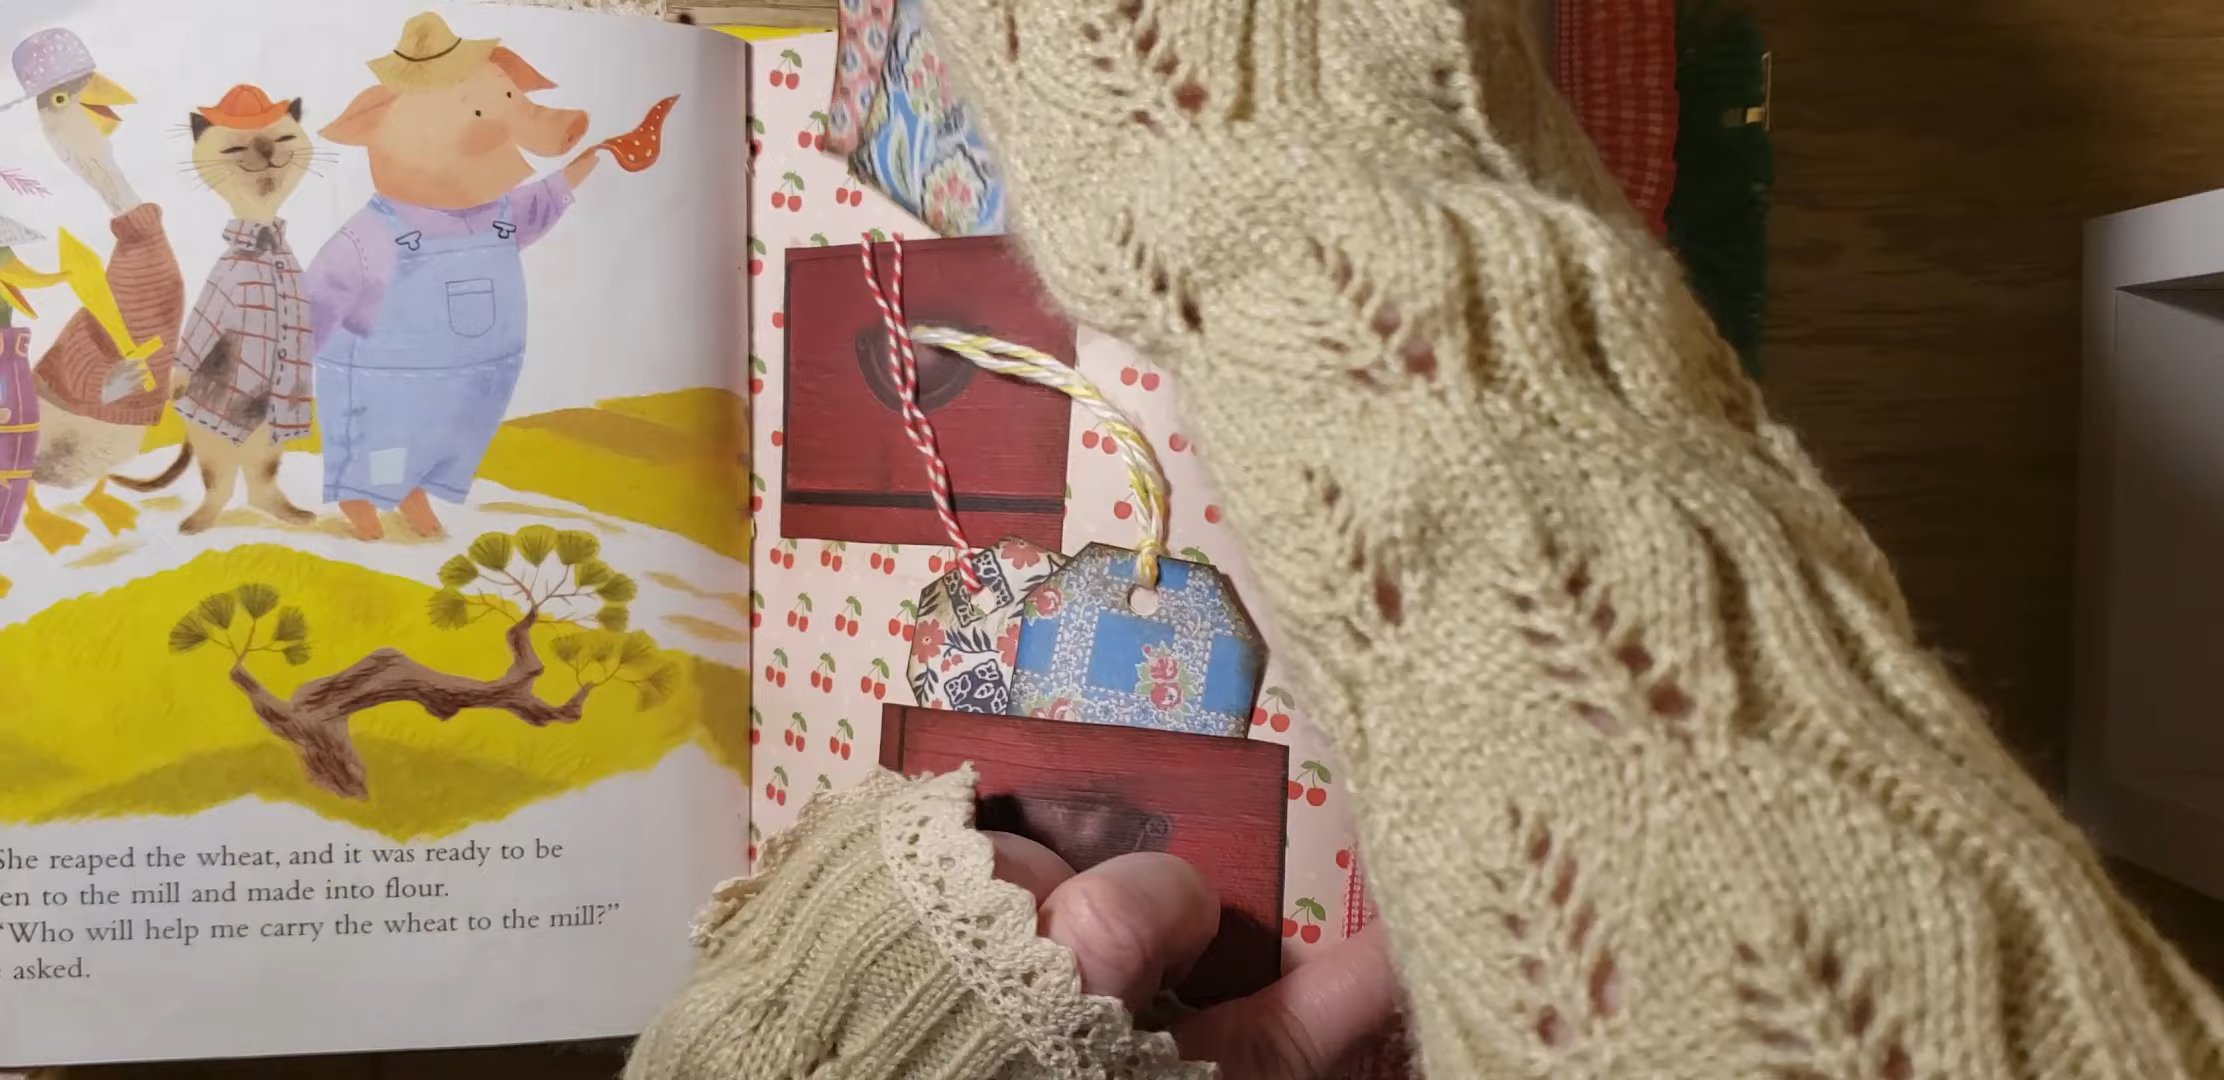 She reaped the wheat, and it was ready to be
en to the mill and made into flour.
“Who will help me carry the wheat to the mill?”
asked.